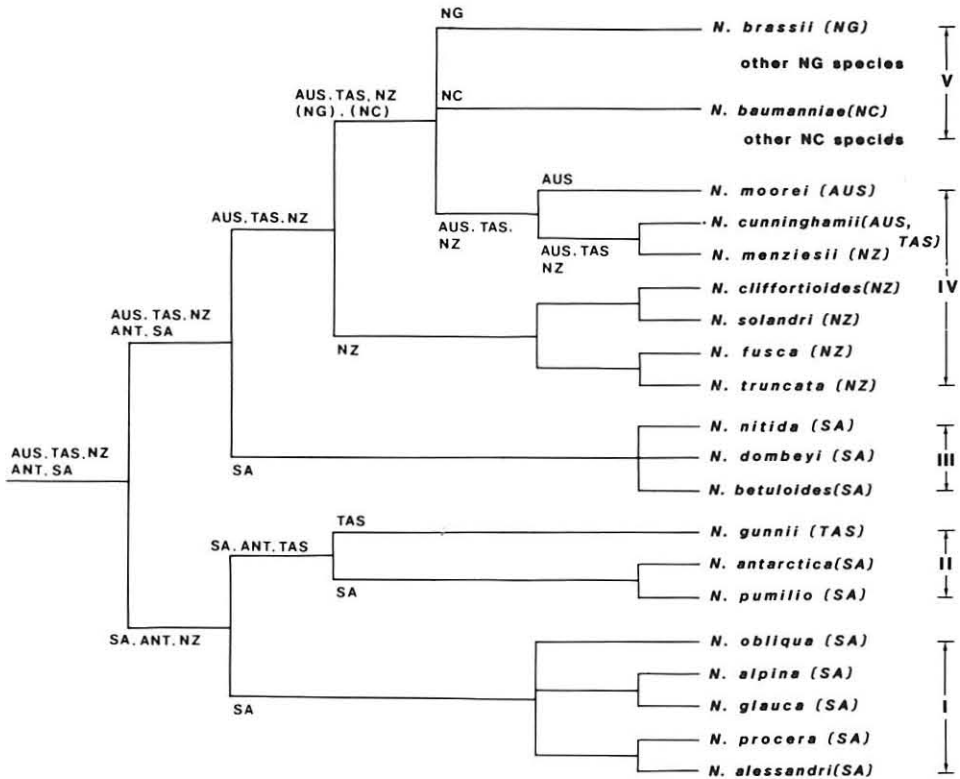 NG
N. brassii (NG)
other NG species
V
AUS. TAS, NZ
(NG). (NC)
NC
N. baumanniae(NC)
other NC species
AUS
N. moorei (AUS)
AUS. TAS. NZ
N. cunninghamii(AUS,
TAS)
AUS. TAS.
NZ
AUS. TAS
NZ
N. menziesii (NZ)
IV
N. cliffortioides(NZ)
AUS. TAS. NZ
ANT. SA
N. solandri (NZ)
NZ
N. fusca (NZ)
N. truncata (NZ)
N. nitida (SA)
AUS. TAS. NZ
ANT. SA
SA
N. dombeyi (SA)
III
N. betuloides(SA)
TAS
N. gunnii (TAS)
SA. ANT. TAS
N. antarctica(SA)
II
SA
N. pumilio (SA)
SA. ANT. NZ
N. obliqua (SA)
N. alpina (SA)
SA
N. glauca (SA)
I
N. procera (SA)
N. alessandri(SA)